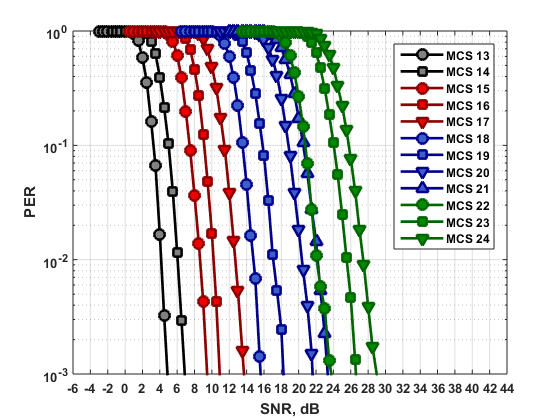 10^0
10^-1
10^-2
10^-3
PER
-6 -4 -2 0 2 4 6 8 10 12 14 16 18 20 22 24 26 28 30 32 34 36 38 40 42 44
SNR, dB
MCS 13
MCS 14
MCS 15
MCS 16
MCS 17
MCS 18
MCS 19
MCS 20
MCS 21
MCS 22
MCS 23
MCS 24